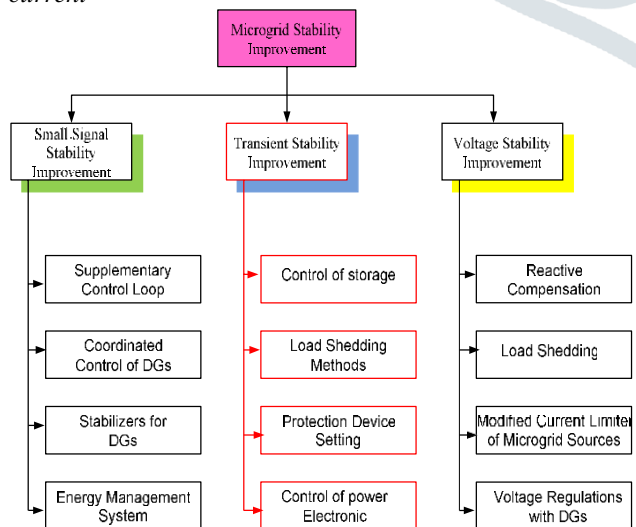 current
Microgrid Stability
Improvement
Small Signal
Stability
Improvement
Transient Stability
Improvement
Voltage Stability
Improvement
Supplementary
Control Loop
Control of storage
Reactive
Compensation
Coordinated
Control of DGs
Load Shedding
Methods
Load Shedding
Stabilizers for
DGs
Protection Device
Setting
Modified Current Limiter
of Microgrid Sources
Energy Management
System
Control of power
Electronic
Voltage Regulations
with DGs